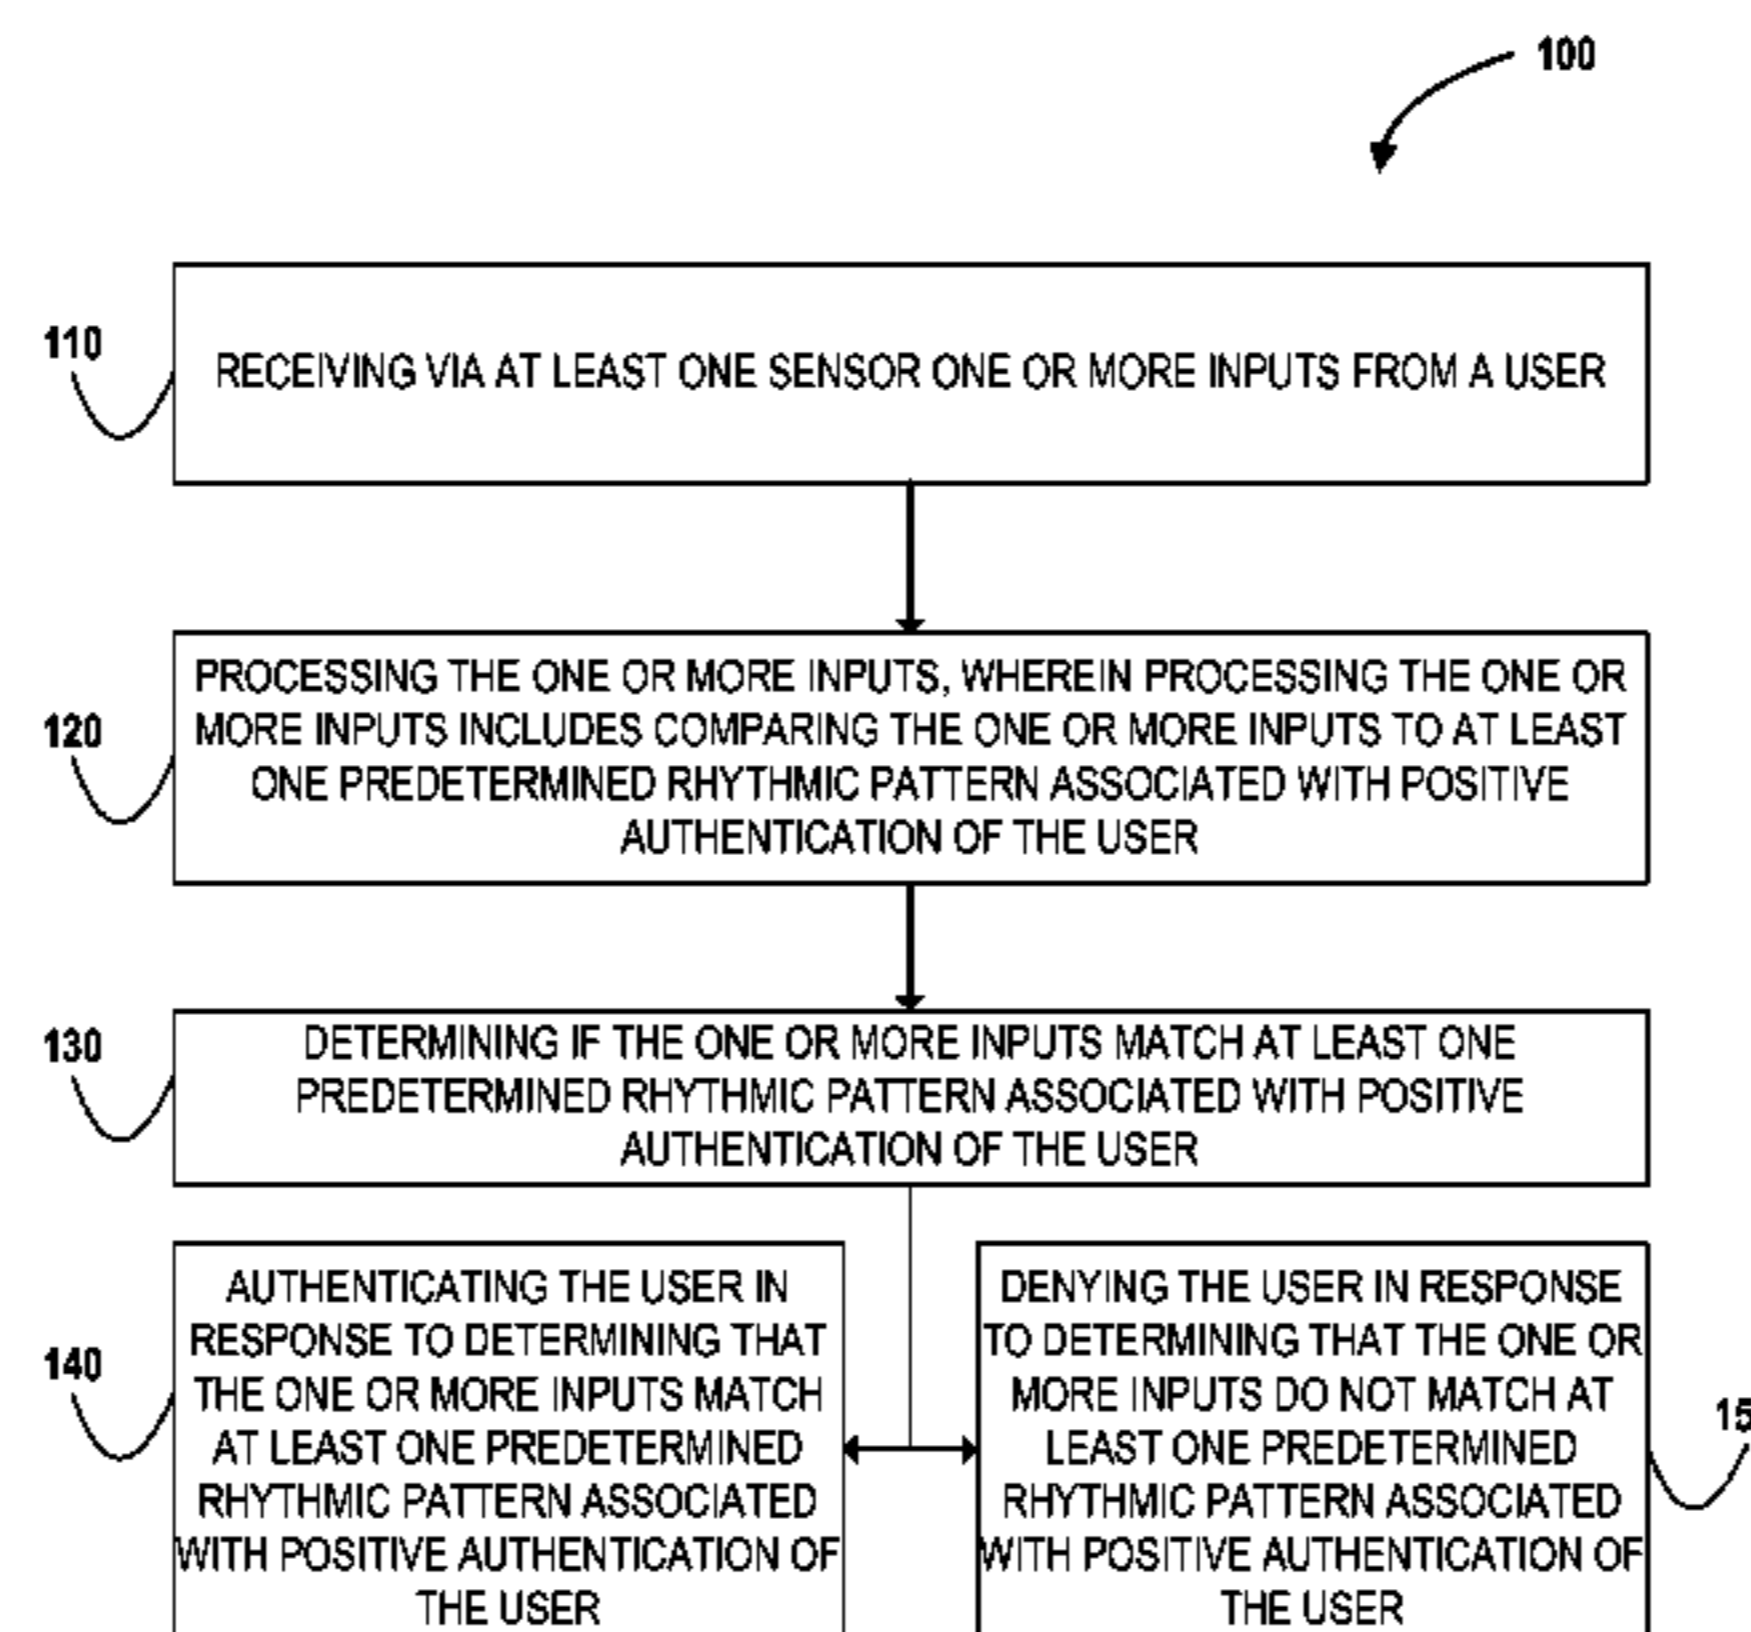 100
110
RECEIVING VIA AT LEAST ONE SENSOR ONE OR MORE INPUTS FROM A USER
120
PROCESSING THE ONE OR MORE INPUTS, WHEREIN PROCESSING THE ONE OR
MORE INPUTS INCLUDES COMPARING THE ONE OR MORE INPUTS TO AT LEAST
ONE PREDETERMINED RHYTHMIC PATTERN ASSOCIATED WITH POSITIVE
AUTHENTICATION OF THE USER
130
DETERMINING IF THE ONE OR MORE INPUTS MATCH AT LEAST ONE
PREDETERMINED RHYTHMIC PATTERN ASSOCIATED WITH POSITIVE
AUTHENTICATION OF THE USER
140
AUTHENTICATING THE USER IN
RESPONSE TO DETERMINING THAT
THE ONE OR MORE INPUTS MATCH
AT LEAST ONE PREDETERMINED
RHYTHMIC PATTERN ASSOCIATED
WITH POSITIVE AUTHENTICATION OF
THE USER
DENYING THE USER IN RESPONSE
TO DETERMINING THAT THE ONE OR
MORE INPUTS DO NOT MATCH AT
LEAST ONE PREDETERMINED
RHYTHMIC PATTERN ASSOCIATED
WITH POSITIVE AUTHENTICATION OF
THE USER